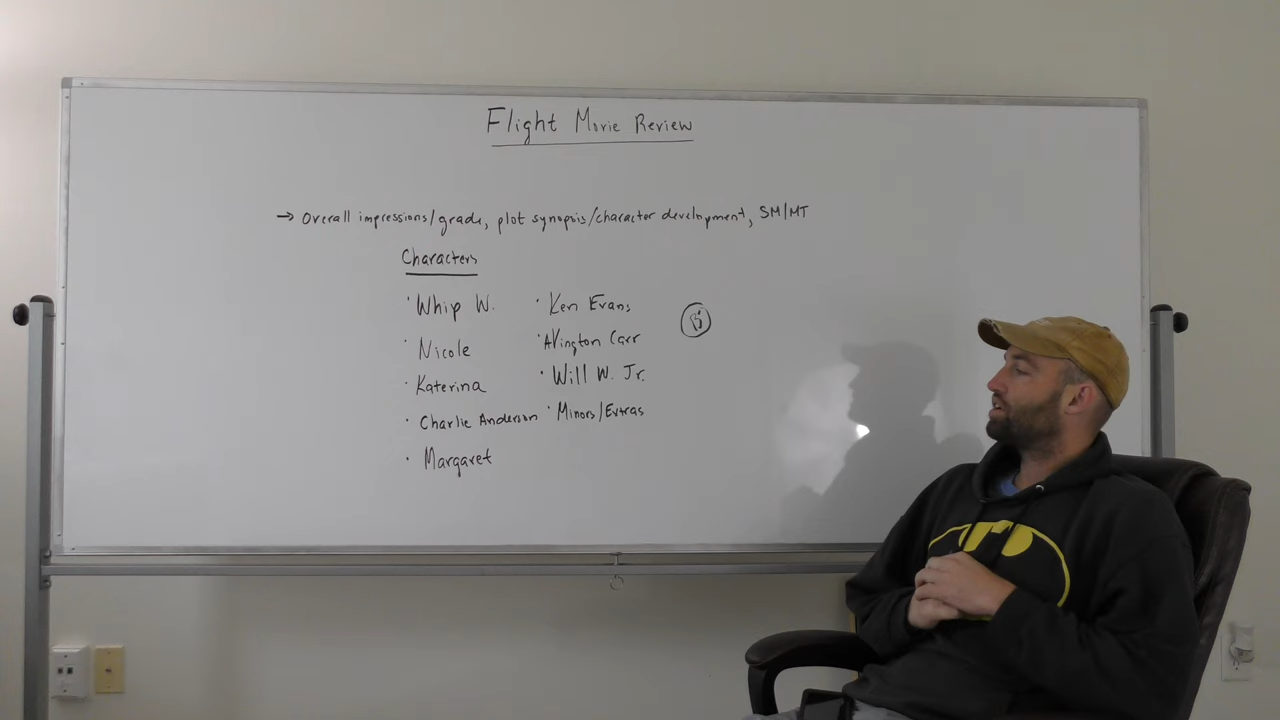 Flight Movie Review
→ Overall impressions/grade, plot synopsis/character development, SM/MT
Characters
· Whip W.
· Nicole
· Katerina
· Charlie Anderson
· Margaret
· Ken Evans
· Avington Carr
· Will W. Jr.
· Minors/Extras